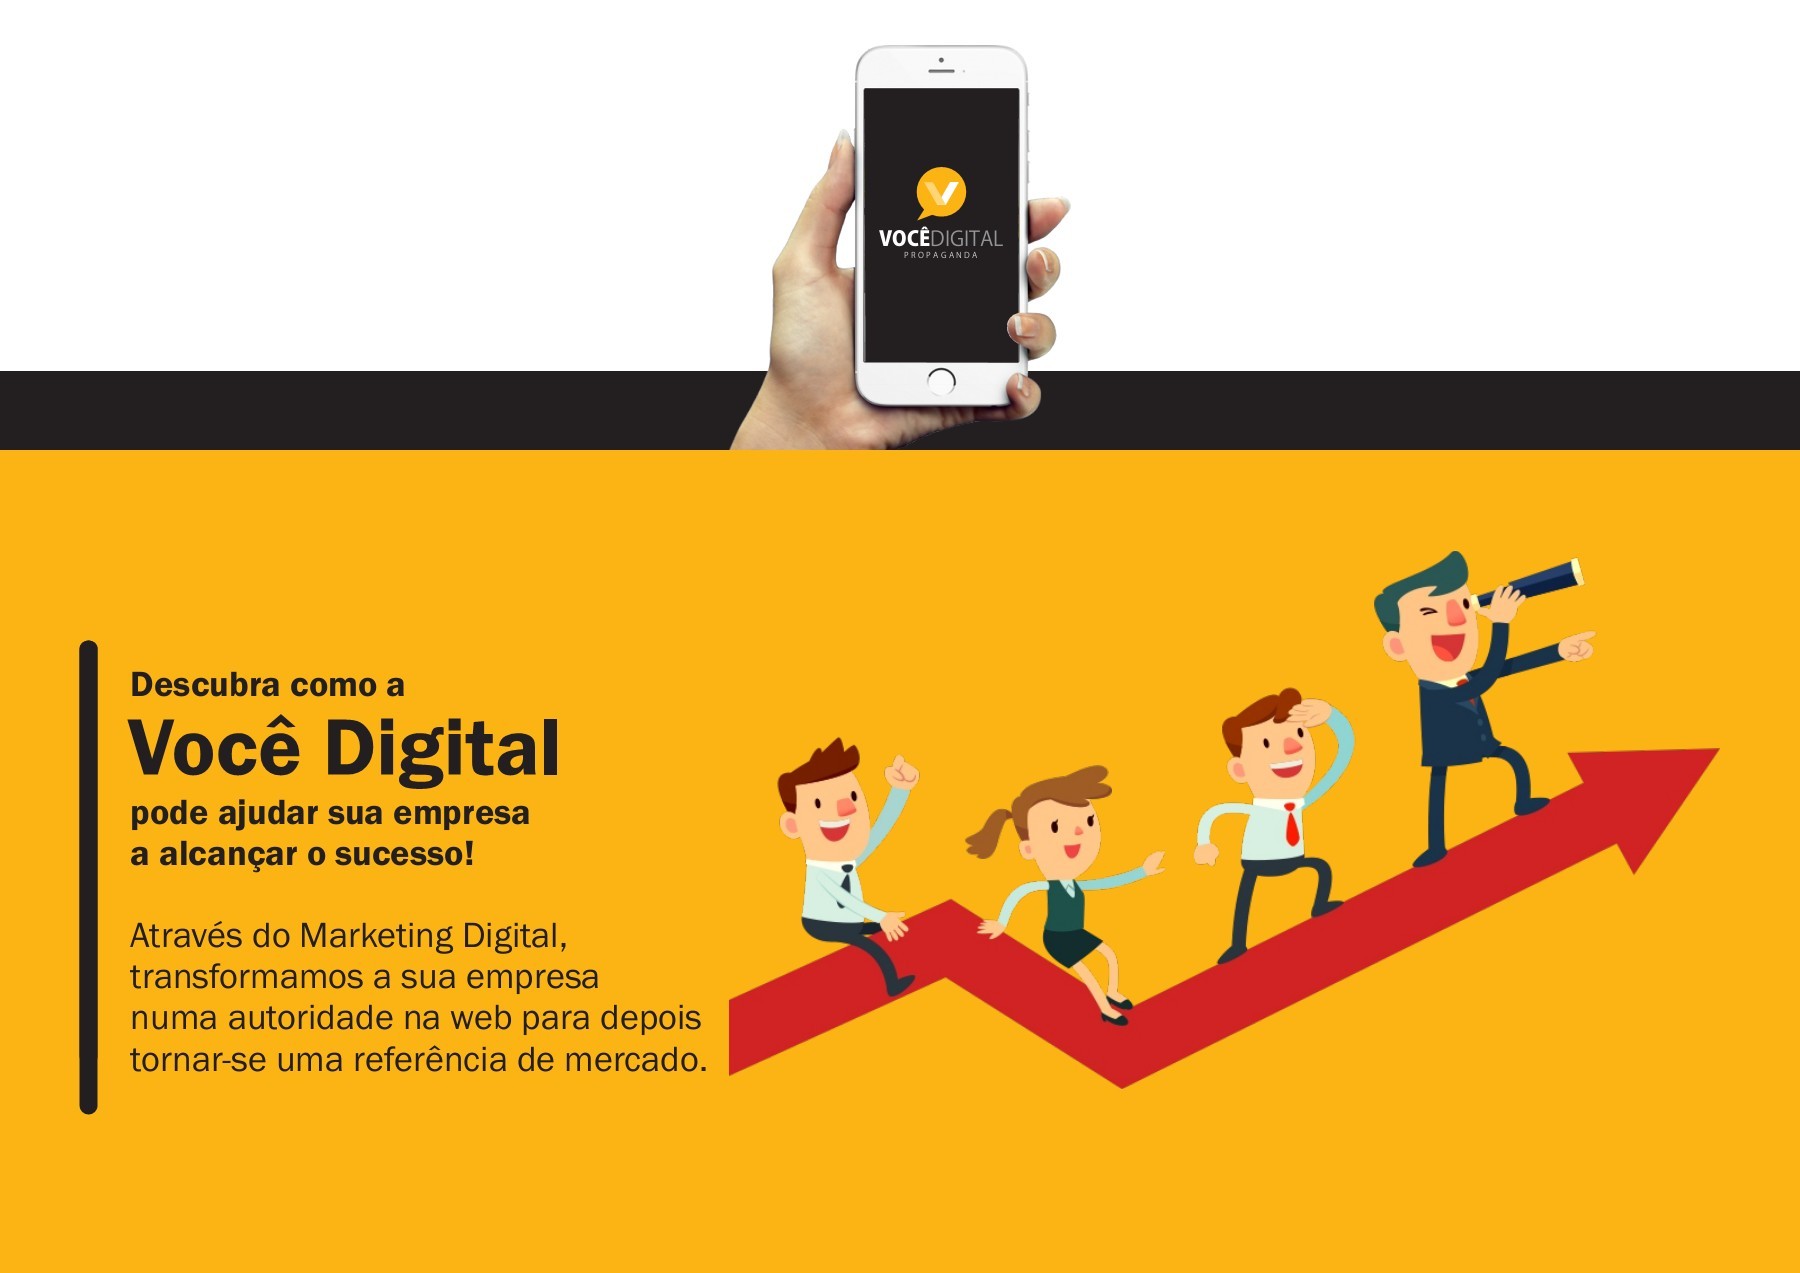 VOCÊDIGITAL
PROPAGANDA
Descubra como a
Você Digital
pode ajudar sua empresa
a alcançar o sucesso!
Através do Marketing Digital,
transformamos a sua empresa
numa autoridade na web para depois
tornar-se uma referência de mercado.